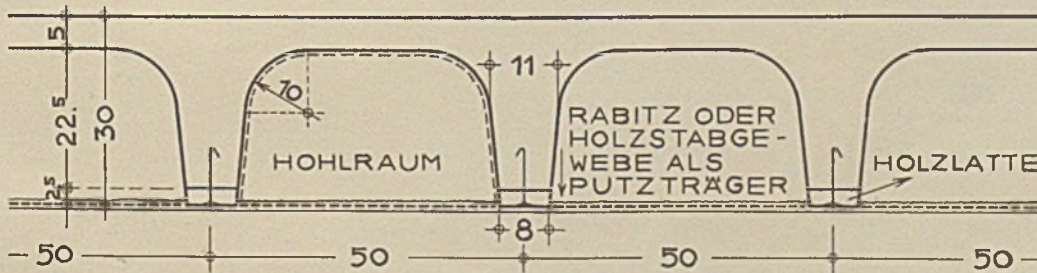 5
22.5
30
2.5
10
11
HOHLRAUM
RABITZ ODER
HOLZSTABGE-
WEBE ALS
PUTZTRÄGER
HOLZLATTE
8
50
50
50
50